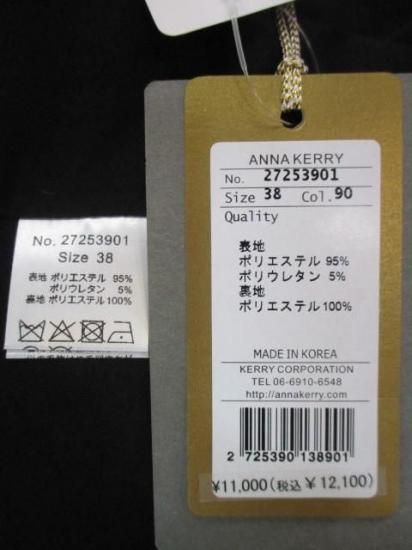 No. 27253901
Size 38
表地 ポリエステル 95%
ポリウレタン 5%
裏地 ポリエステル100%
ANNA KERRY
No. 27253901
Size 38 Col. 90
Quality
表地
ポリエステル 95%
ポリウレタン 5%
裏地
ポリエステル100%
MADE IN KOREA
KERRY CORPORATION
TEL 06-6910-6548
http://annakerry.com/
2 725390 138901
¥11,000(税込 ¥12,100)